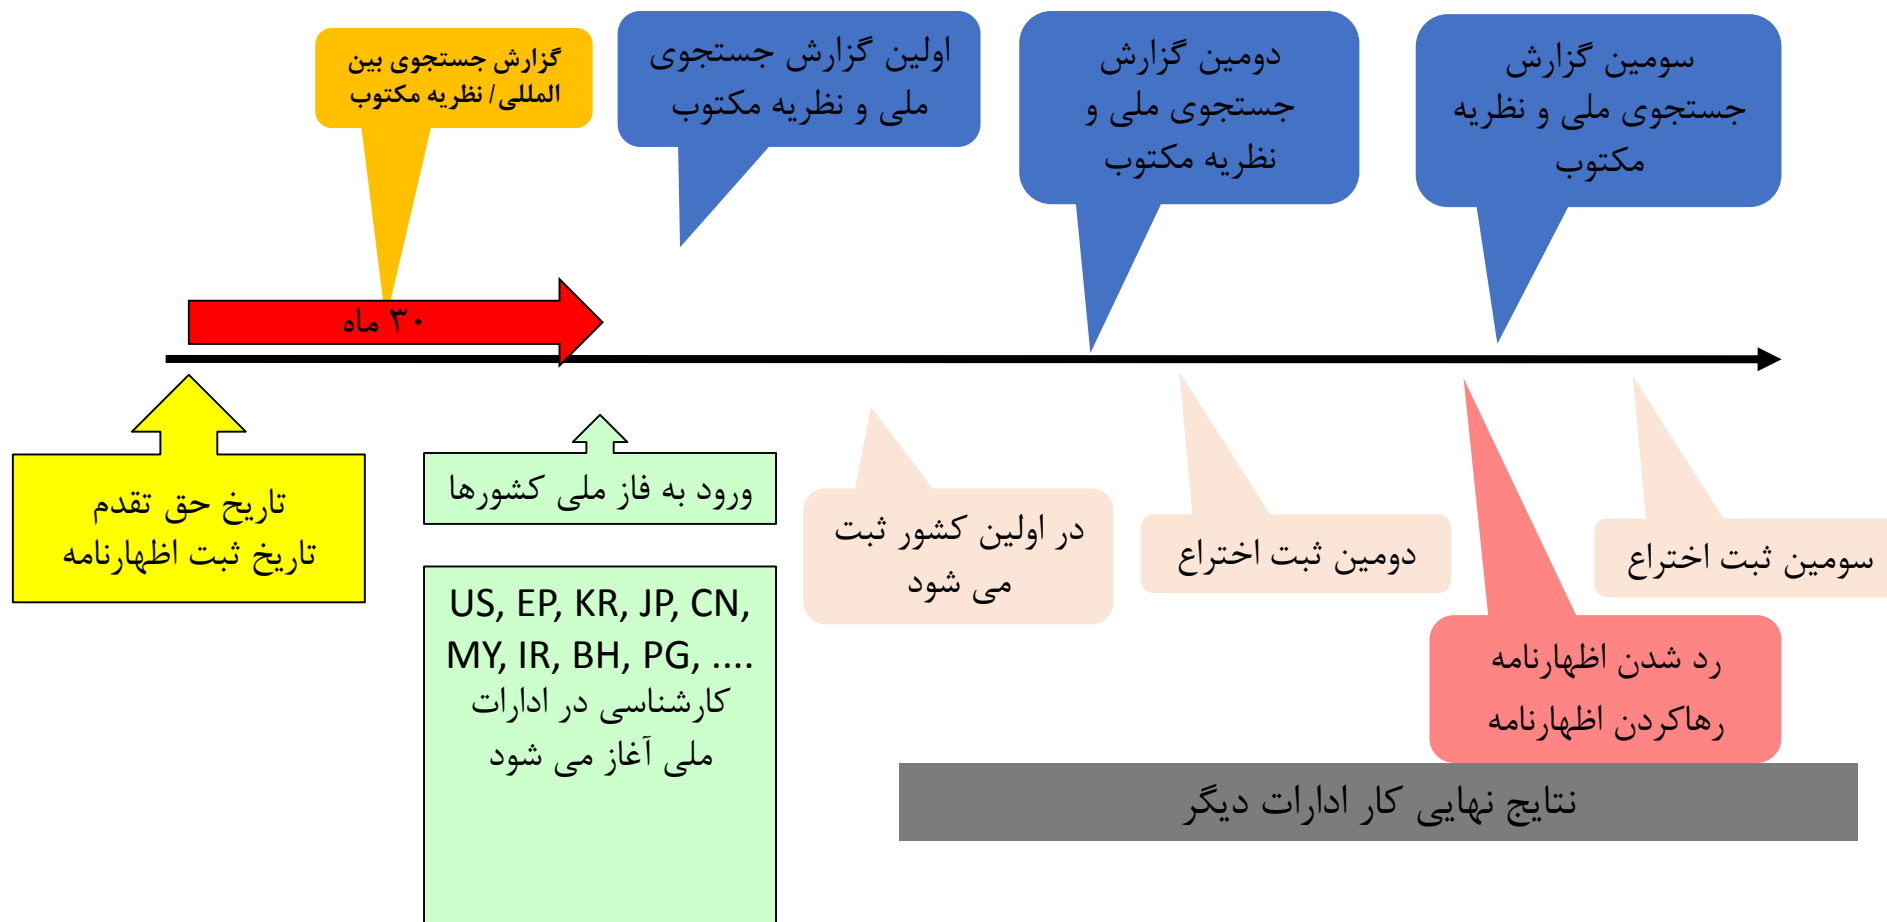 گزارش جستجوی بین
المللی/ نظریه مکتوب
اولین گزارش جستجوی
ملی و نظریه مکتوب
دومین گزارش
جستجوی ملی و
نظریه مکتوب
سومین گزارش
جستجوی ملی و نظریه
مکتوب
۳۰ ماه
تاریخ حق تقدم
تاریخ ثبت اظهارنامه
ورود به فاز ملی کشورها
US, EP, KR, JP, CN,
MY, IR, BH, PG, ....
کارشناسی در ادارات
ملی آغاز می شود
در اولین کشور ثبت
می شود
دومین ثبت اختراع
سومین ثبت اختراع
رد شدن اظهارنامه
رهاکردن اظهارنامه
نتایج نهایی کار ادارات دیگر